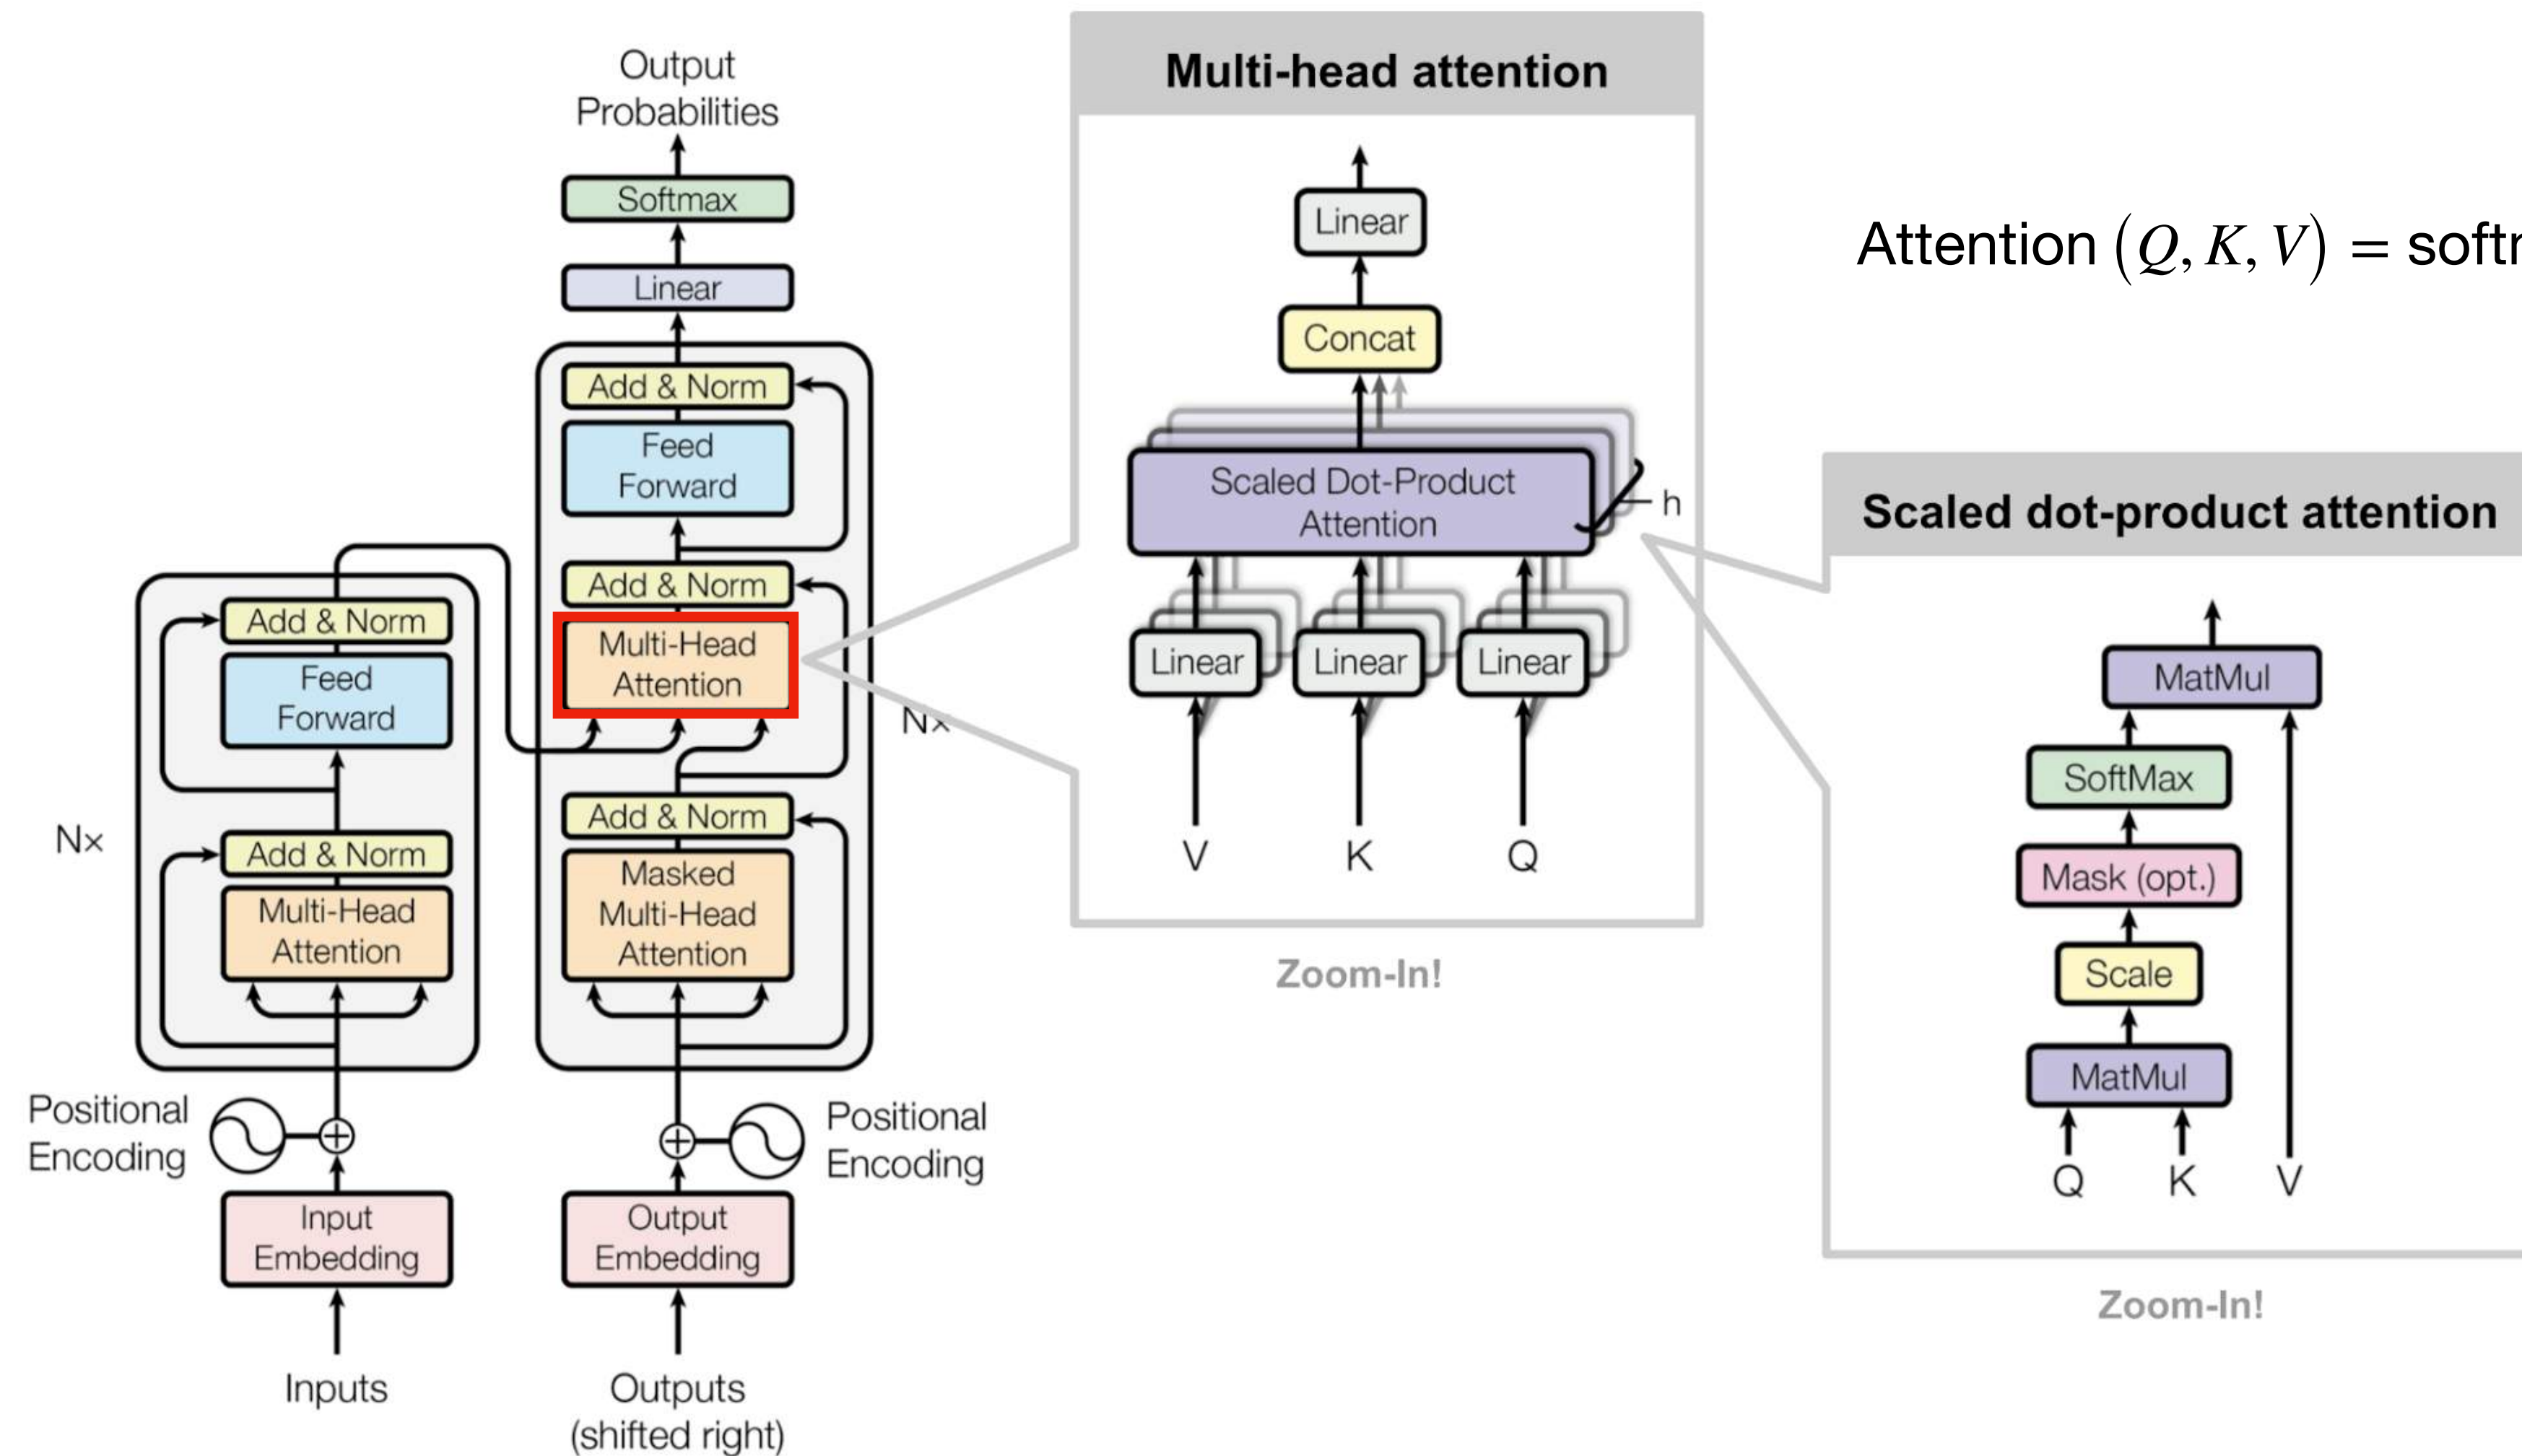 Output
Probabilities
Softmax
Linear
Add & Norm
Feed
Forward
Add & Norm
Multi-Head
Attention
Nx
Add & Norm
Masked
Multi-Head
Attention
Positional
Encoding
Output
Embedding
Outputs
(shifted right)
Add & Norm
Feed
Forward
Nx
Add & Norm
Multi-Head
Attention
Positional
Encoding
Input
Embedding
Inputs
Multi-head attention
Linear
Concat
Scaled Dot-Product
Attention
h
Linear Linear Linear
V K Q
Zoom-In!
Attention (Q, K, V) =
Scaled dot-product attention
MatMul
SoftMax
Mask (opt.)
Scale
MatMul
Q K V
Zoom-In!